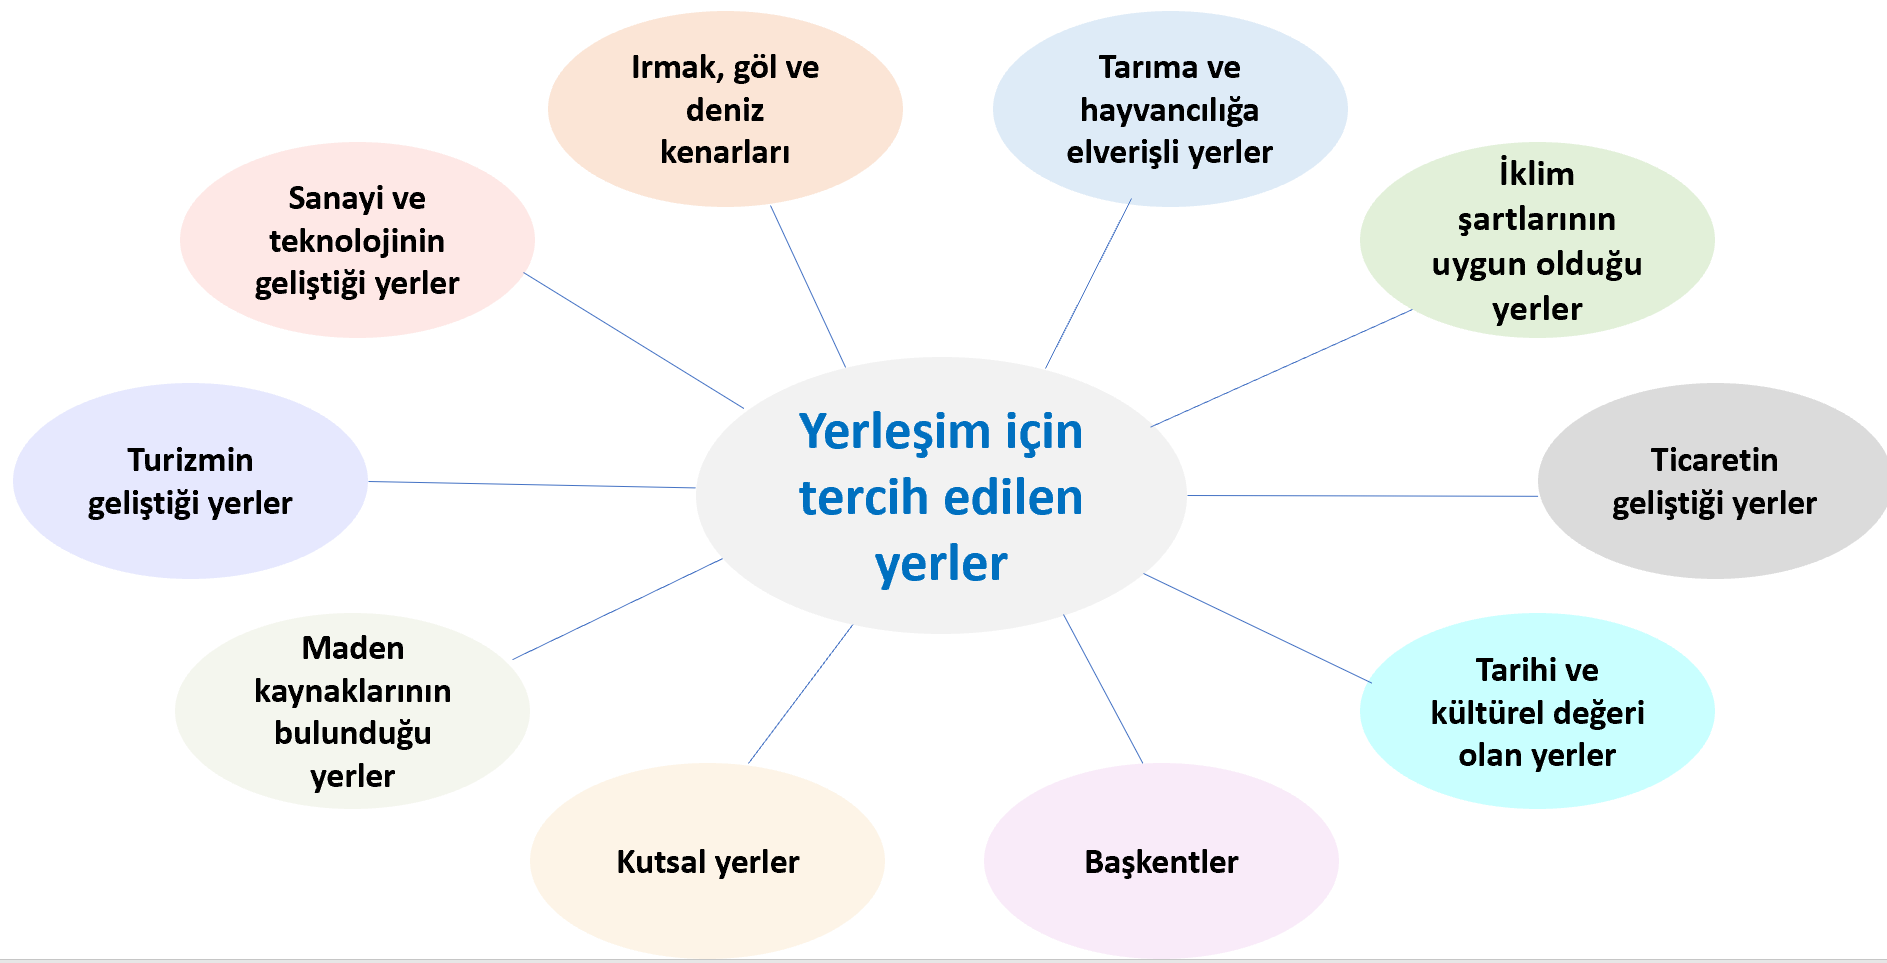 Irmak, göl ve
deniz
kenarları
Tarıma ve
hayvancılığa
elverişli yerler
Sanayi ve
teknolojinin
geliştiği yerler
İklim
şartlarının
uygun olduğu
yerler
Turizmin
geliştiği yerler
Yerleşim için
tercih edilen
yerler
Ticaretin
geliştiği yerler
Maden
kaynaklarının
bulunduğu
yerler
Tarihi ve
kültürel değeri
olan yerler
Kutsal yerler
Başkentler